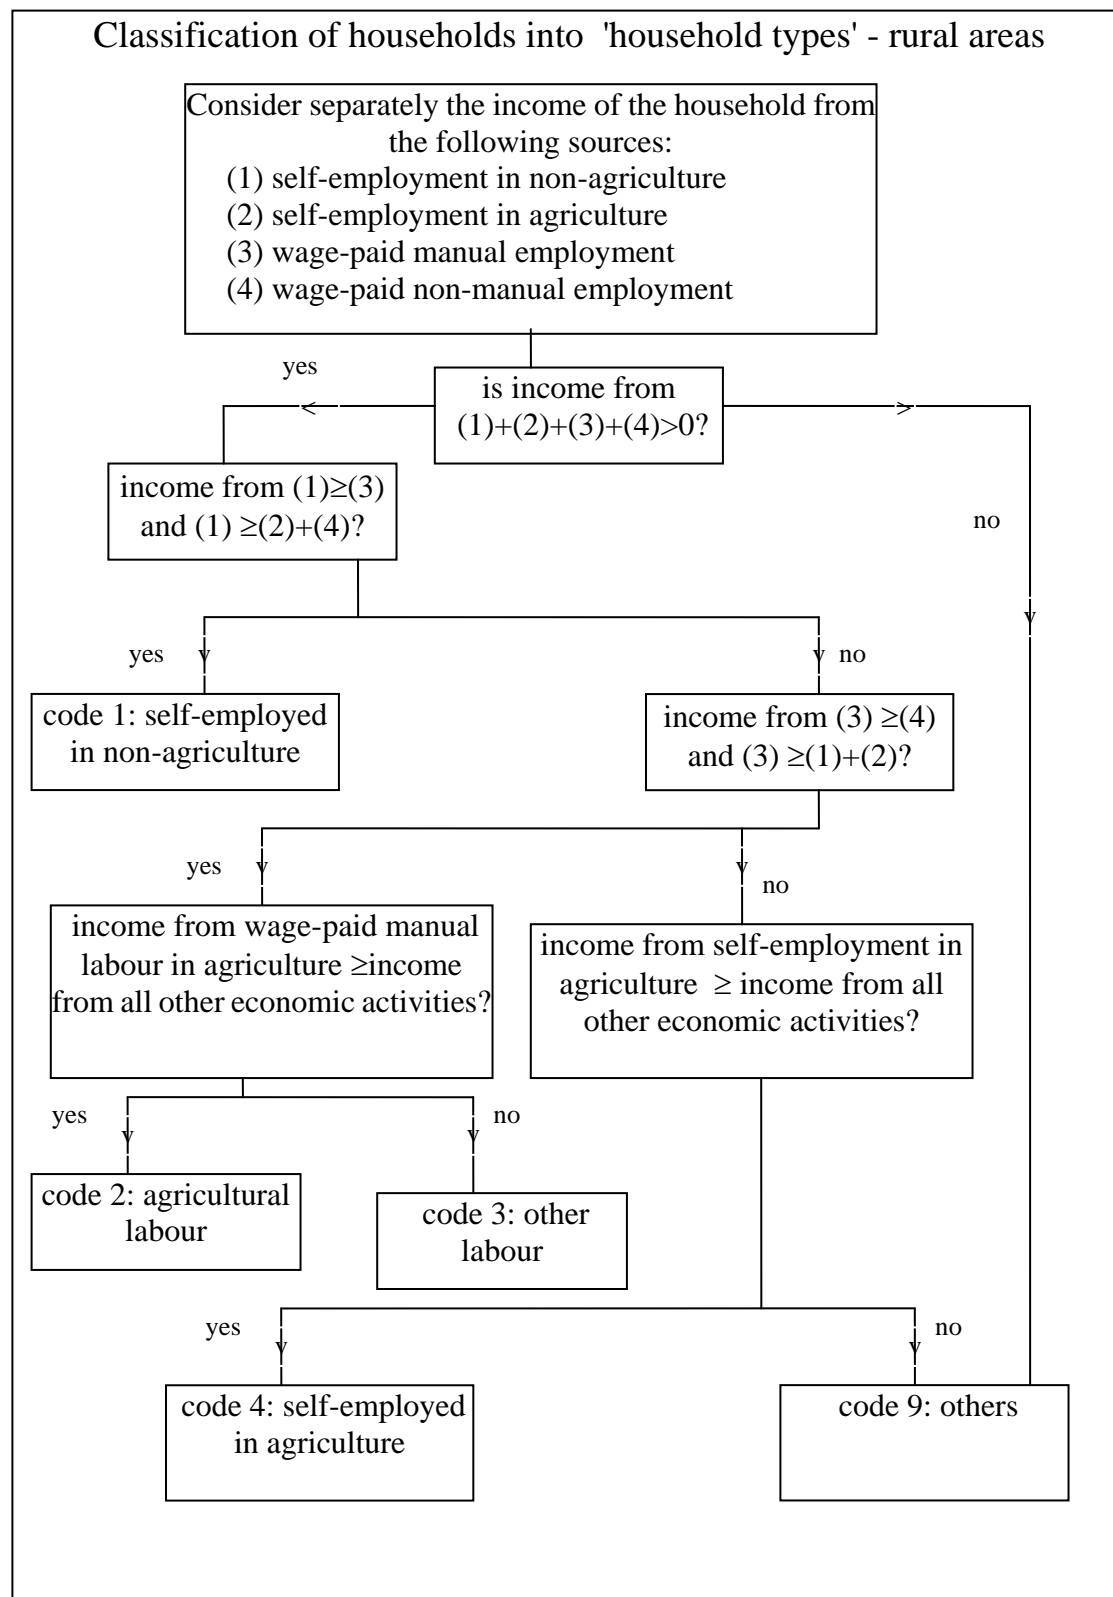 Classification of households into 'household types' - rural areas
Consider separately the income of the household from
the following sources:
(1) self-employment in non-agriculture
(2) self-employment in agriculture
(3) wage-paid manual employment
(4) wage-paid non-manual employment
yes
is income from
(1)+(2)+(3)+(4)>0?
income from (1)≥(3)
and (1) ≥(2)+(4)?
no
yes
no
code 1: self-employed
in non-agriculture
income from (3) ≥(4)
and (3) ≥(1)+(2)?
yes
no
income from wage-paid manual
labour in agriculture ≥income
from all other economic activities?
income from self-employment in
agriculture ≥ income from all
other economic activities?
yes
no
code 2: agricultural
labour
code 3: other
labour
yes
no
code 4: self-employed
in agriculture
code 9: others